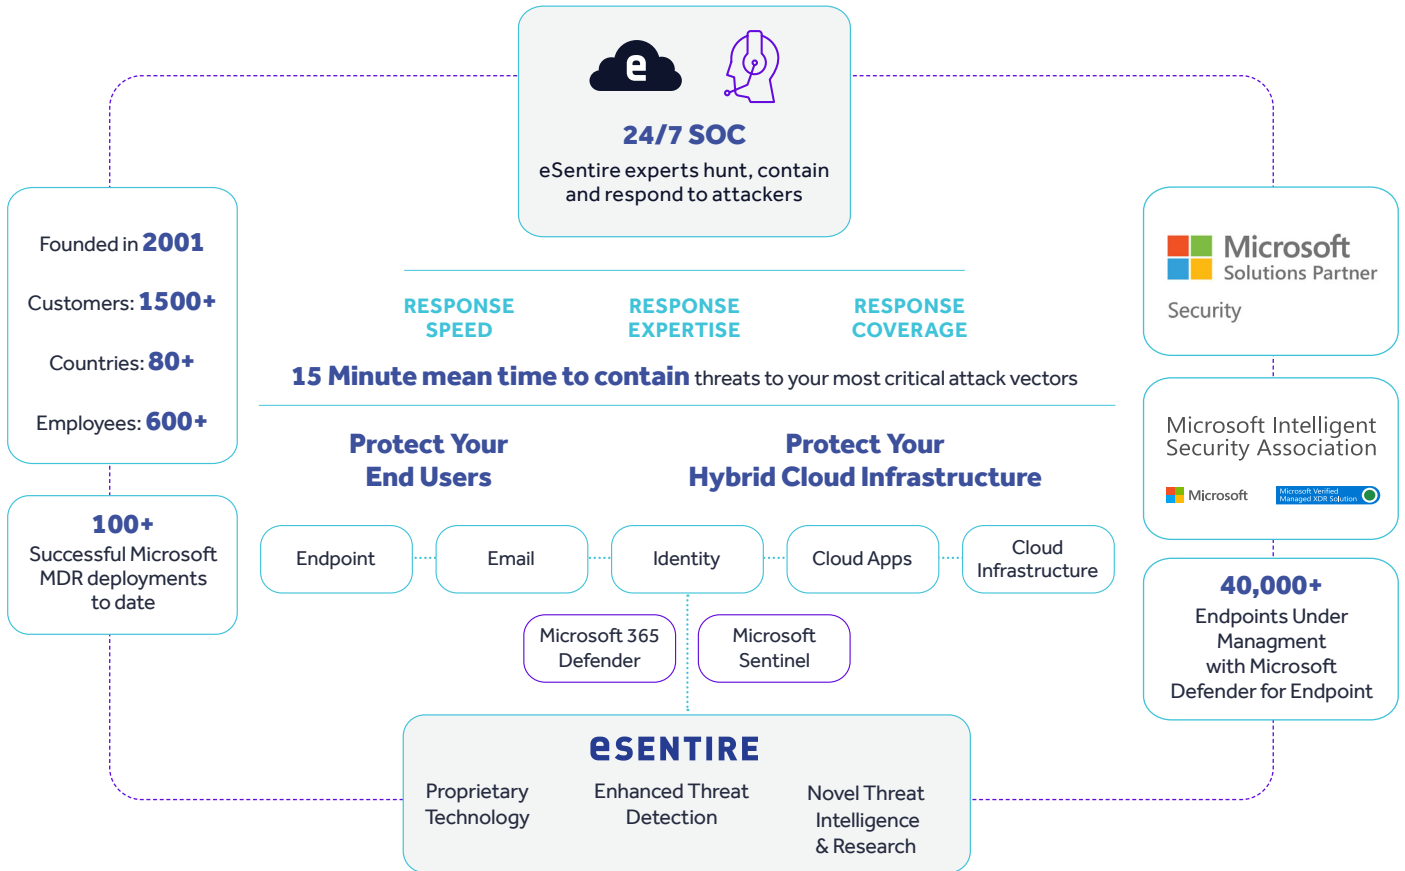 e
24/7 SOC
eSentire experts hunt, contain
and respond to attackers
Founded in 2001
Customers: 1500+
Countries: 80+
Employees: 600+
100+
Successful Microsoft
MDR deployments
to date
RESPONSE
SPEED
RESPONSE
EXPERTISE
RESPONSE
COVERAGE
15 Minute mean time to contain threats to your most critical attack vectors
Protect Your
End Users
Protect Your
Hybrid Cloud Infrastructure
Endpoint
Email
Identity
Cloud Apps
Cloud
Infrastructure
Microsoft 365
Defender
Microsoft
Sentinel
eSENTIRE
Proprietary
Technology
Enhanced Threat
Detection
Novel Threat
Intelligence
& Research
Microsoft
Solutions Partner
Security
Microsoft Intelligent
Security Association
Microsoft
Microsoft Verified
Managed XDR Solution
40,000+
Endpoints Under
Managment
with Microsoft
Defender for Endpoint